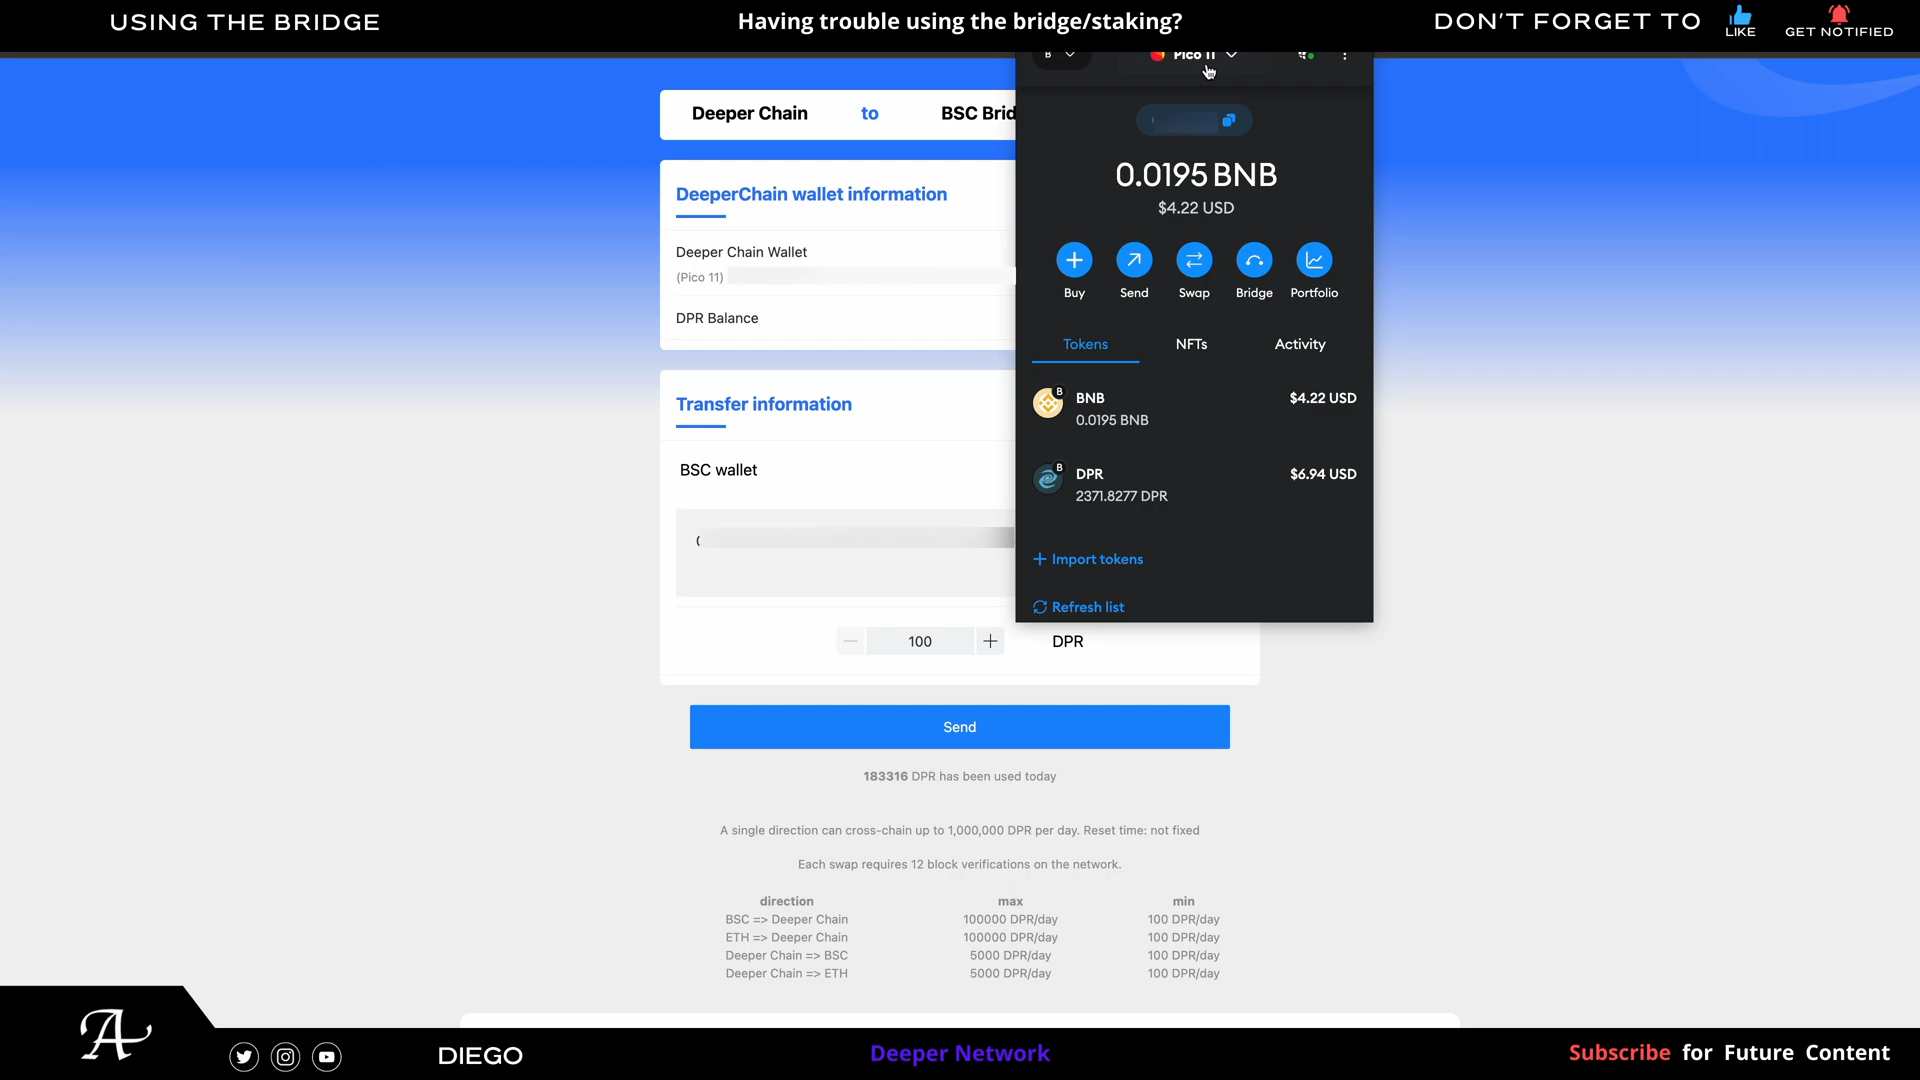 USING THE BRIDGE
Having trouble using the bridge/staking?
DON'T FORGET TO
LIKE
GET NOTIFIED
B
Pico 11
Deeper Chain to BSC Brid
DeeperChain wallet information
Deeper Chain Wallet
(Pico 11)
DPR Balance
Transfer information
BSC wallet
100
DPR
Send
183316 DPR has been used today
A single direction can cross-chain up to 1,000,000 DPR per day. Reset time: not fixed
Each swap requires 12 block verifications on the network.
direction max min
BSC => Deeper Chain 100000 DPR/day 100 DPR/day
ETH => Deeper Chain 100000 DPR/day 100 DPR/day
Deeper Chain => BSC 5000 DPR/day 100 DPR/day
Deeper Chain => ETH 5000 DPR/day 100 DPR/day
0.0195 BNB
$4.22 USD
Buy Send Swap Bridge Portfolio
Tokens NFTs Activity
B
BNB $4.22 USD
0.0195 BNB
B
DPR $6.94 USD
2371.8277 DPR
Import tokens
Refresh list
A
DIEGO
Deeper Network
Subscribe for Future Content